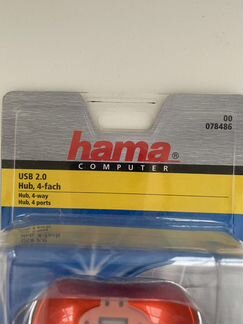 00
078486
hama®
COMPUTER
USB 2.0
Hub, 4-fach
Hub, 4-way
Hub, 4 ports